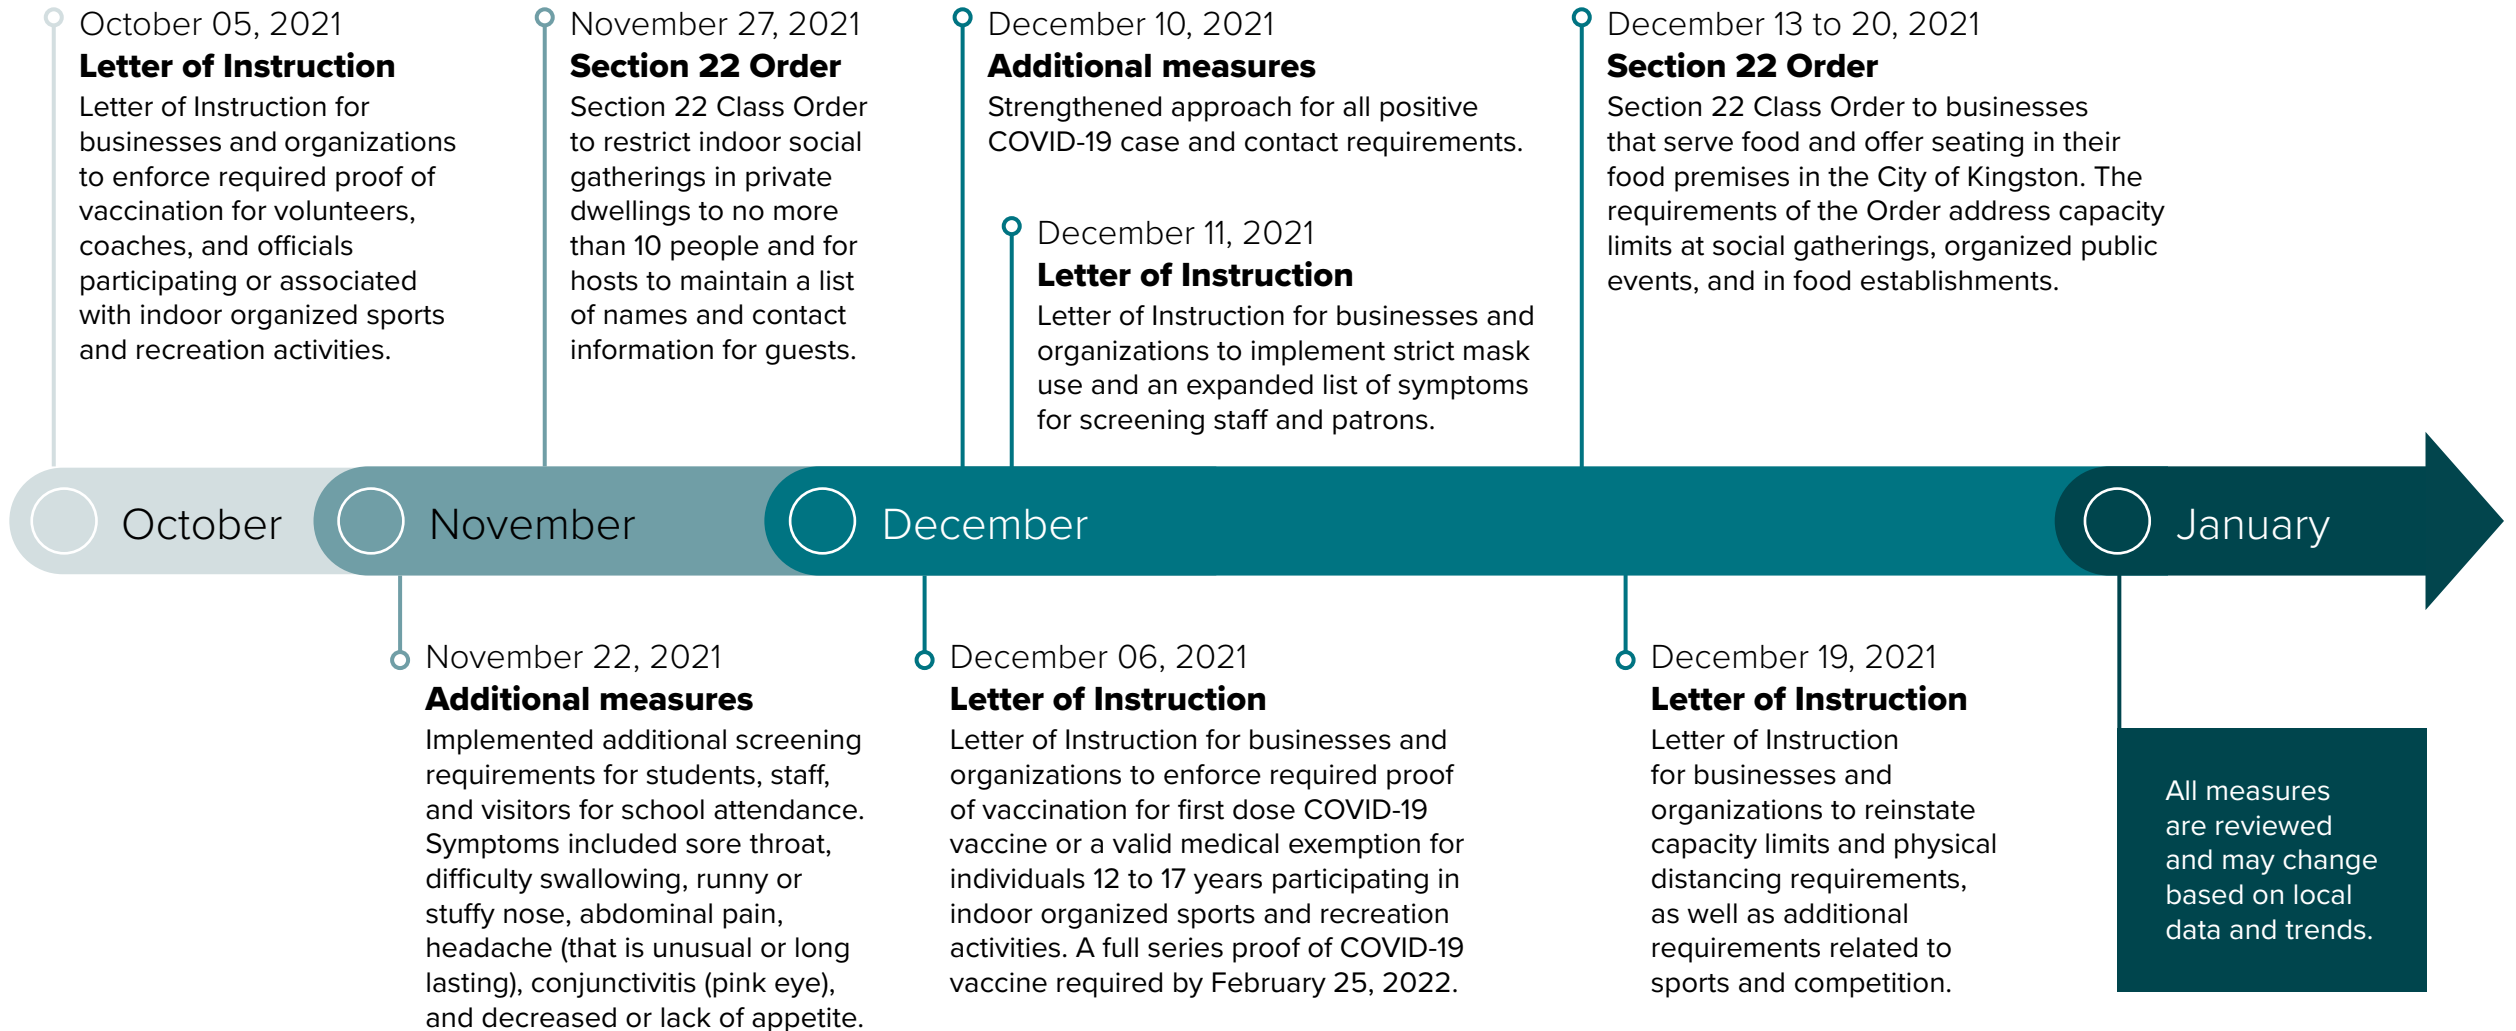 October 05, 2021
Letter of Instruction
Letter of Instruction for
businesses and organizations
to enforce required proof of
vaccination for volunteers,
coaches, and officials
participating or associated
with indoor organized sports
and recreation activities.
November 27, 2021
Section 22 Order
Section 22 Class Order
to restrict indoor social
gatherings in private
dwellings to no more
than 10 people and for
hosts to maintain a list
of names and contact
information for guests.
December 10, 2021
Additional measures
Strengthened approach for all positive
COVID-19 case and contact requirements.
December 11, 2021
Letter of Instruction
Letter of Instruction for businesses and
organizations to implement strict mask
use and an expanded list of symptoms
for screening staff and patrons.
December 13 to 20, 2021
Section 22 Order
Section 22 Class Order to businesses
that serve food and offer seating in their
food premises in the City of Kingston. The
requirements of the Order address capacity
limits at social gatherings, organized public
events, and in food establishments.
October
November
December
January
November 22, 2021
Additional measures
Implemented additional screening
requirements for students, staff,
and visitors for school attendance.
Symptoms included sore throat,
difficulty swallowing, runny or
stuffy nose, abdominal pain,
headache (that is unusual or long
lasting), conjunctivitis (pink eye),
and decreased or lack of appetite.
December 06, 2021
Letter of Instruction
Letter of Instruction for businesses and
organizations to enforce required proof
of vaccination for first dose COVID-19
vaccine or a valid medical exemption for
individuals 12 to 17 years participating in
indoor organized sports and recreation
activities. A full series proof of COVID-19
vaccine required by February 25, 2022.
December 19, 2021
Letter of Instruction
Letter of Instruction
for businesses and
organizations to reinstate
capacity limits and physical
distancing requirements,
as well as additional
requirements related to
sports and competition.
All measures
are reviewed
and may change
based on local
data and trends.